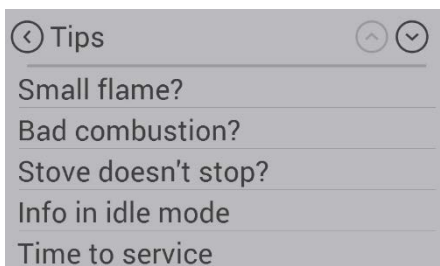 Tips
Small flame?
Bad combustion?
Stove doesn't stop?
Info in idle mode
Time to service